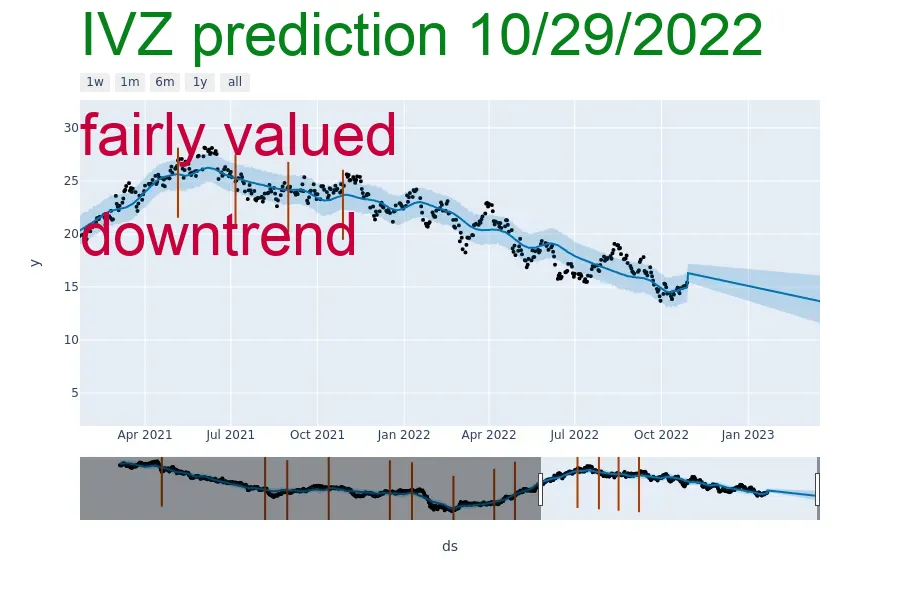 IVZ prediction 10/29/2022
1w 1m 6m 1y all
fairly valued
downtrend
30
25
20
15
10
5
y
Apr 2021 Jul 2021 Oct 2021 Jan 2022 Apr 2022 Jul 2022 Oct 2022 Jan 2023
ds